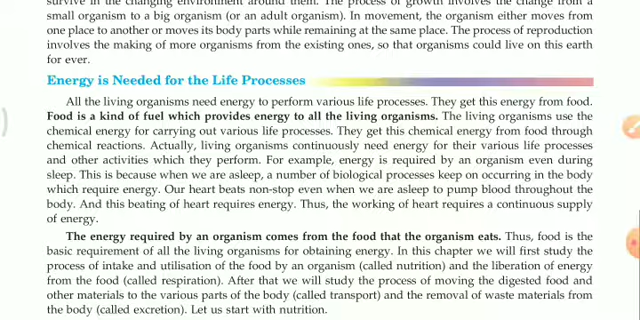 survive in the changing environment around them. The process of growth involves the change from a
small organism to a big organism (or an adult organism). In movement, the organism either moves from
one place to another or moves its body parts while remaining at the same place. The process of reproduction
involves the making of more organisms from the existing ones, so that organisms could live on this earth
for ever.
Energy is Needed for the Life Processes
All the living organisms need energy to perform various life processes. They get this energy from food.
Food is a kind of fuel which provides energy to all the living organisms. The living organisms use the
chemical energy for carrying out various life processes. They get this chemical energy from food through
chemical reactions. Actually, living organisms continuously need energy for their various life processes
and other activities which they perform. For example, energy is required by an organism even during
sleep. This is because when we are asleep, a number of biological processes keep on occurring in the body
which require energy. Our heart beats non-stop even when we are asleep to pump blood throughout the
body. And this beating of heart requires energy. Thus, the working of heart requires a continuous supply
of energy.
The energy required by an organism comes from the food that the organism eats. Thus, food is the
basic requirement of all the living organisms for obtaining energy. In this chapter we will first study the
process of intake and utilisation of the food by an organism (called nutrition) and the liberation of energy
from the food (called respiration). After that we will study the process of moving the digested food and
other materials to the various parts of the body (called transport) and the removal of waste materials from
the body (called excretion). Let us start with nutrition.